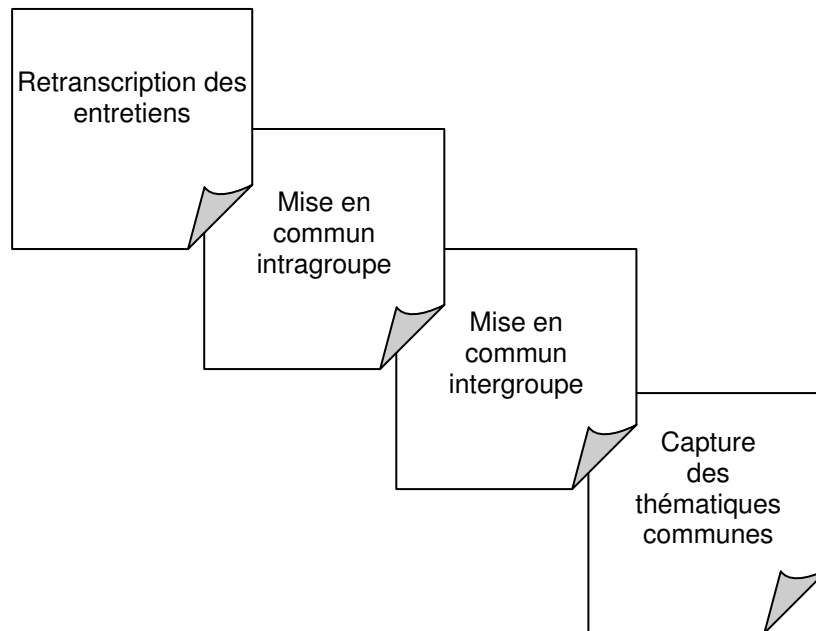 Retranscription des
entretiens
Mise en
commun
intragroupe
Mise en
commun
intergroupe
Capture
des
thématiques
communes